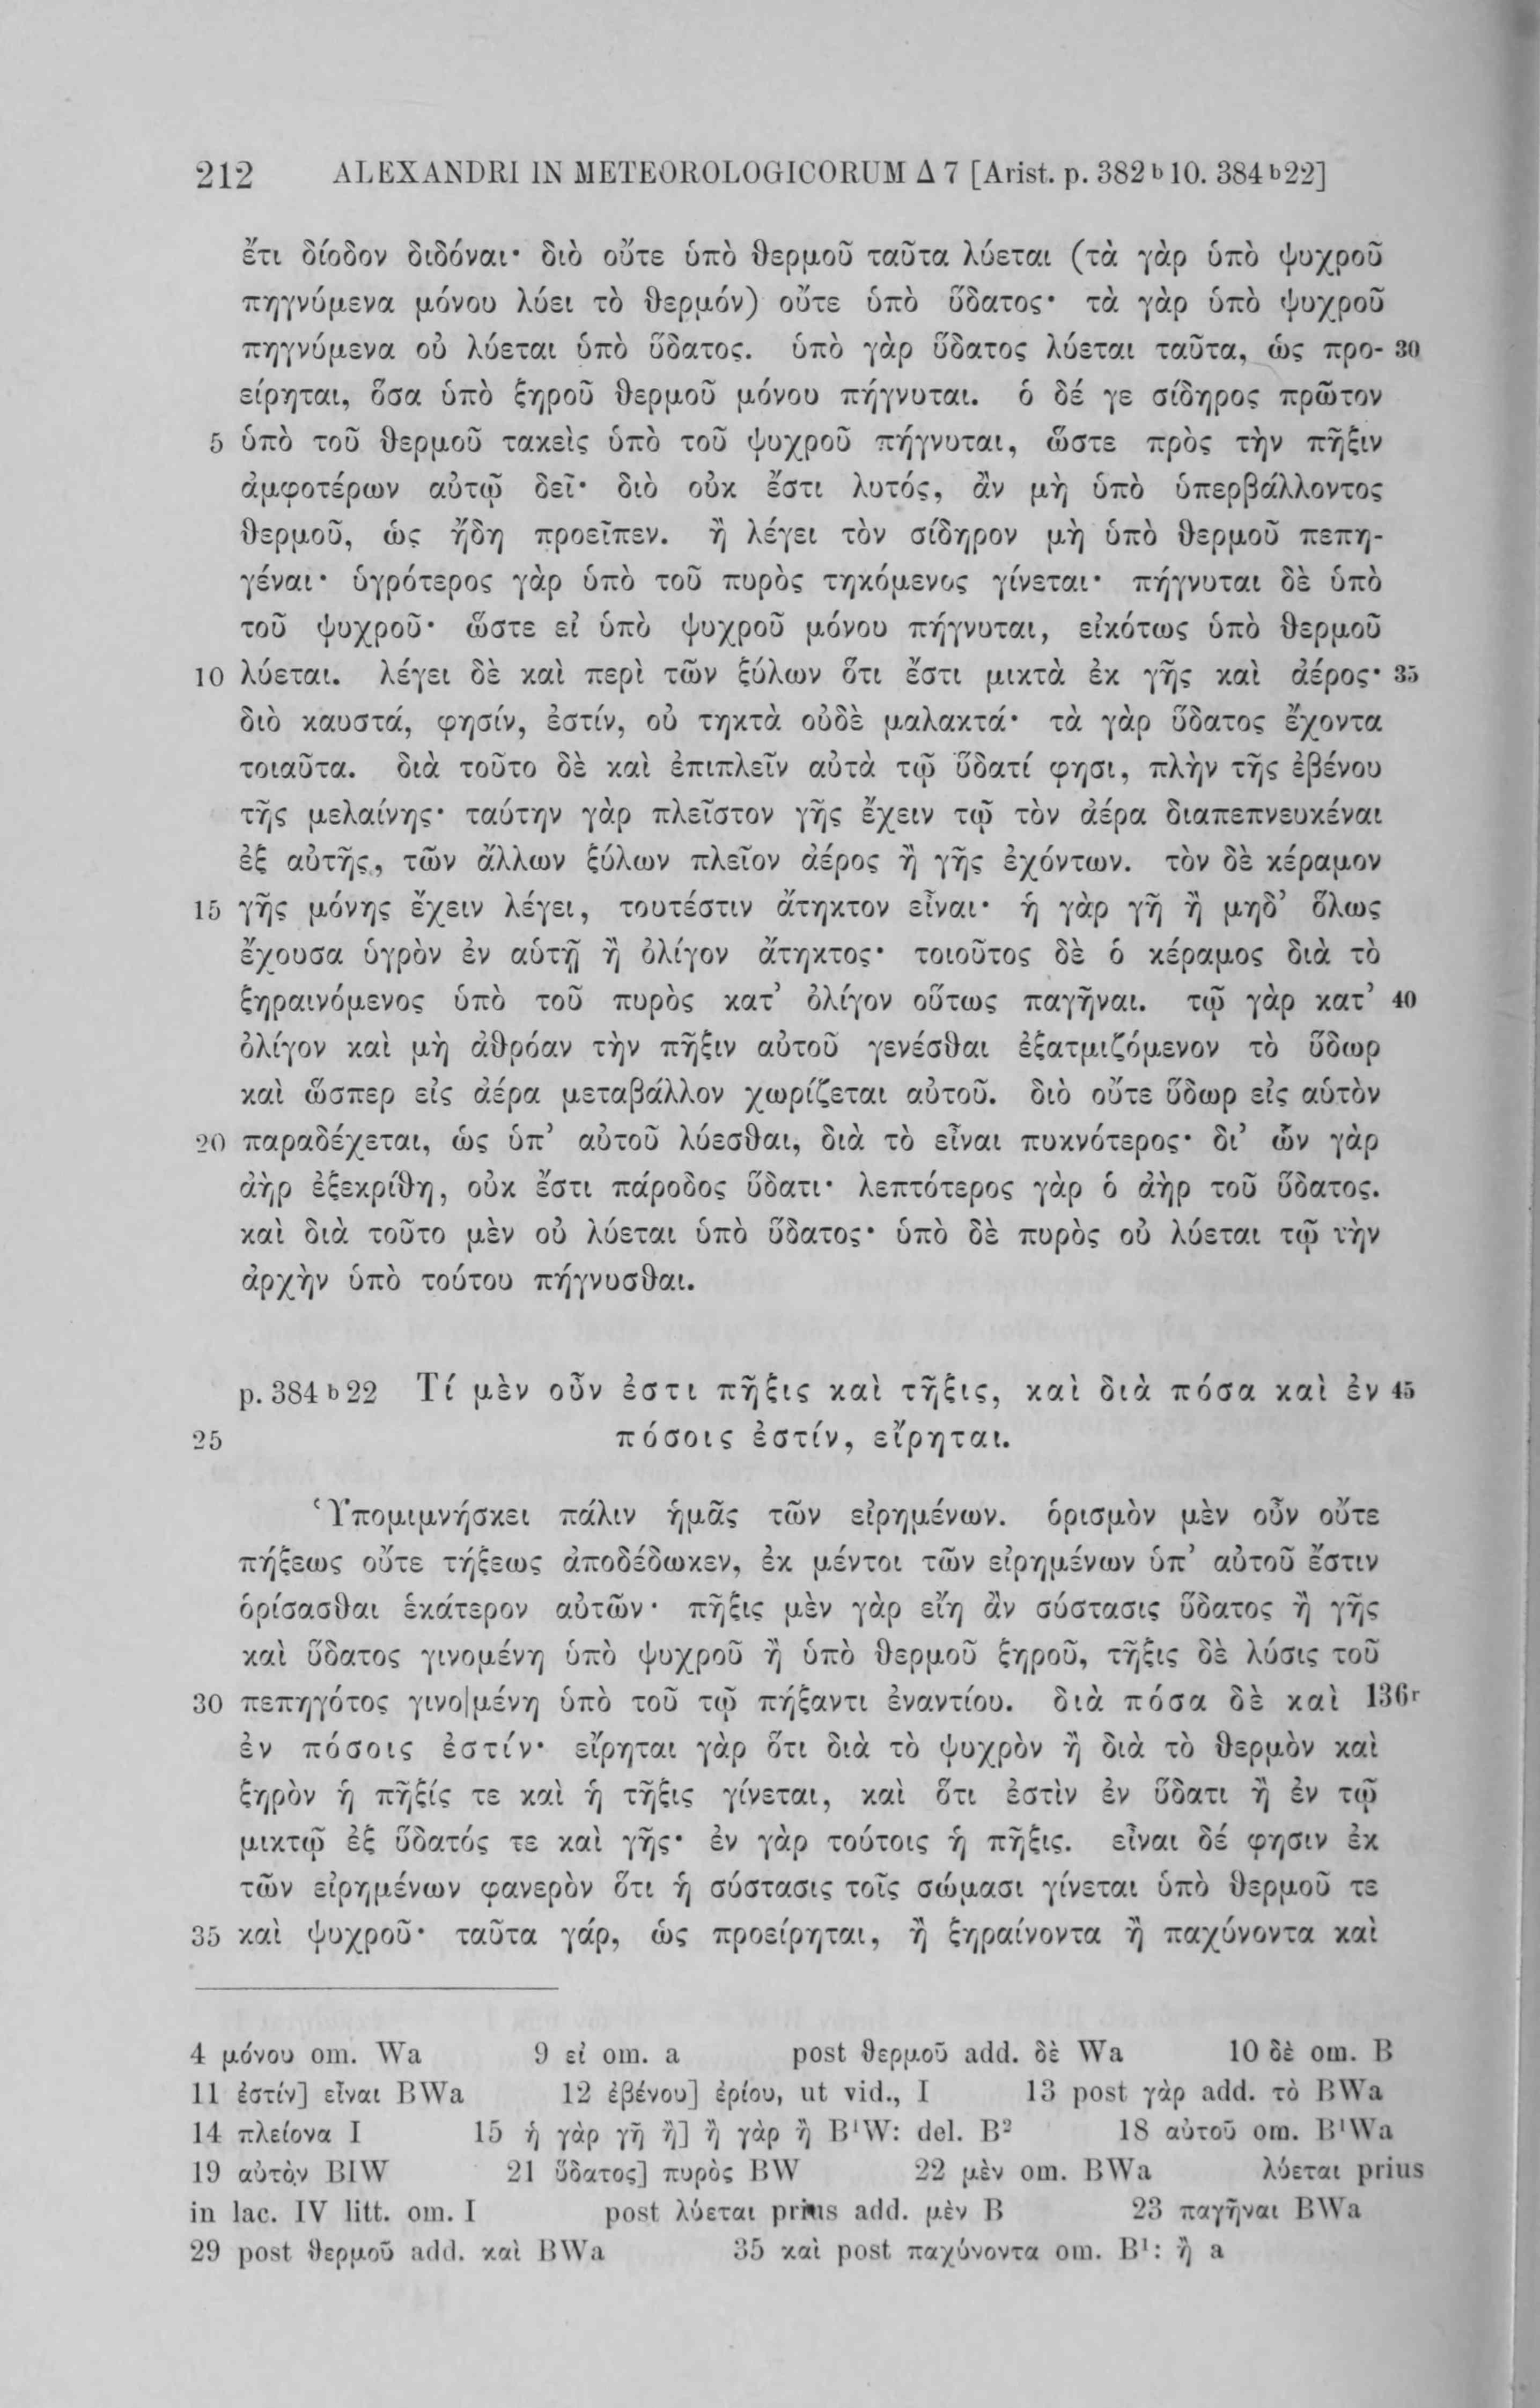 212 ALEXANDRI IN METEOROLOGICORUM Δ 7 [Arist. p. 382 b 10. 384 b 22]
ἔτι δίοδον διδόναι· διὸ οὔτε ὑπὸ θερμοῦ ταῦτα λύεται (τὰ γὰρ ὑπὸ ψυχροῦ
πηγνύμενα μόνου λύει τὸ θερμόν) οὔτε ὑπὸ ὕδατος· τὰ γὰρ ὑπὸ ψυχροῦ
πηγνύμενα οὐ λύεται ὑπὸ ὕδατος. ὑπὸ γὰρ ὕδατος λύεται ταῦτα, ὡς προ- 30
είρηται, ὅσα ὑπὸ ξηροῦ θερμοῦ μόνου πήγνυται. ὁ δέ γε σίδηρος πρῶτον
5 ὑπὸ τοῦ θερμοῦ τακεὶς ὑπὸ τοῦ ψυχροῦ πήγνυται, ὥστε πρὸς τὴν πῆξιν
ἀμφοτέρων αὐτῷ δεῖ· διὸ οὐκ ἔστι λυτός, ἂν μὴ ὑπὸ ὑπερβάλλοντος
θερμοῦ, ὡς ἤδη προεῖπεν. ἢ λέγει τὸν σίδηρον μὴ ὑπὸ θερμοῦ πεπη-
γέναι· ὑγρότερος γὰρ ὑπὸ τοῦ πυρὸς τηκόμενος γίνεται· πήγνυται δὲ ὑπὸ
τοῦ ψυχροῦ· ὥστε εἰ ὑπὸ ψυχροῦ μόνου πήγνυται, εἰκότως ὑπὸ θερμοῦ
10 λύεται. λέγει δὲ καὶ περὶ τῶν ξύλων ὅτι ἔστι μικτὰ ἐκ γῆς καὶ ἀέρος· 35
διὸ καυστά, φησίν, ἐστίν, οὐ τηκτὰ οὐδὲ μαλακτά· τὰ γὰρ ὕδατος ἔχοντα
τοιαῦτα. διὰ τοῦτο δὲ καὶ ἐπιπλεῖν αὐτὰ τῷ ὕδατί φησι, πλὴν τῆς ἐβένου
τῆς μελαίνης· ταύτην γὰρ πλεῖστον γῆς ἔχειν τῷ τὸν ἀέρα διαπεπνευκέναι
ἐξ αὐτῆς, τῶν ἄλλων ξύλων πλεῖον ἀέρος ἢ γῆς ἐχόντων. τὸν δὲ κέραμον
15 γῆς μόνης ἔχειν λέγει, τουτέστιν ἄτηκτον εἶναι· ἡ γὰρ γῆ ἢ μηδ’ ὅλως
ἔχουσα ὑγρὸν ἐν αὑτῇ ἢ ὀλίγον ἄτηκτος· τοιοῦτος δὲ ὁ κέραμος διὰ τὸ
ξηραινόμενος ὑπὸ τοῦ πυρὸς κατ’ ὀλίγον οὕτως παγῆναι. τῷ γὰρ κατ’ 40
ὀλίγον καὶ μὴ ἀθρόαν τὴν πῆξιν αὐτοῦ γενέσθαι ἐξατμιζόμενον τὸ ὕδωρ
καὶ ὥσπερ εἰς ἀέρα μεταβάλλον χωρίζεται αὐτοῦ. διὸ οὔτε ὕδωρ εἰς αὑτὸν
20 παραδέχεται, ὡς ὑπ’ αὐτοῦ λύεσθαι, διὰ τὸ εἶναι πυκνότερος· δι’ ὧν γὰρ
ἀὴρ ἐξεκρίθη, οὐκ ἔστι πάροδος ὕδατι· λεπτότερος γὰρ ὁ ἀὴρ τοῦ ὕδατος.
καὶ διὰ τοῦτο μὲν οὐ λύεται ὑπὸ ὕδατος· ὑπὸ δὲ πυρὸς οὐ λύεται τῷ τὴν
ἀρχὴν ὑπὸ τούτου πήγνυσθαι.
p. 384 b 22 Τί μὲν οὖν ἐστι πῆξις καὶ τῆξις, καὶ διὰ πόσα καὶ ἐν 45
25 πόσοις ἐστίν, εἴρηται.
Ὑπομιμνήσκει πάλιν ἡμᾶς τῶν εἰρημένων. ὁρισμὸν μὲν οὖν οὔτε
πήξεως οὔτε τήξεως ἀποδέδωκεν, ἐκ μέντοι τῶν εἰρημένων ὑπ’ αὐτοῦ ἔστιν
ὁρίσασθαι ἑκάτερον αὐτῶν· πῆξις μὲν γὰρ εἴη ἂν σύστασις ὕδατος ἢ γῆς
καὶ ὕδατος γινομένη ὑπὸ ψυχροῦ ἢ ὑπὸ θερμοῦ ξηροῦ, τῆξις δὲ λύσις τοῦ
30 πεπηγότος γινο|μένη ὑπὸ τοῦ τῷ πήξαντι ἐναντίου. διὰ πόσα δὲ καὶ 136r
ἐν πόσοις ἐστίν· εἴρηται γὰρ ὅτι διὰ τὸ ψυχρὸν ἢ διὰ τὸ θερμὸν καὶ
ξηρὸν ἡ πῆξίς τε καὶ ἡ τῆξις γίνεται, καὶ ὅτι ἐστὶν ἐν ὕδατι ἢ ἐν τῷ
μικτῷ ἐξ ὕδατός τε καὶ γῆς· ἐν γὰρ τούτοις ἡ πῆξις. εἶναι δέ φησιν ἐκ
τῶν εἰρημένων φανερὸν ὅτι ἡ σύστασις τοῖς σώμασι γίνεται ὑπὸ θερμοῦ τε
35 καὶ ψυχροῦ· ταῦτα γάρ, ὡς προείρηται, ἢ ξηραίνοντα ἢ παχύνοντα καὶ
4 μόνου om. Wa 9 εἰ om. a post θερμοῦ add. δὲ Wa 10 δὲ om. B
11 ἐστίν] εἶναι BWa 12 ἐβένου] ἐρίου, ut vid., I 13 post γὰρ add. τὸ BWa
14 πλείονα I 15 ἡ γὰρ γῆ ἢ] ἢ γὰρ ἢ B¹W: del. B² 18 αὐτοῦ om. B¹Wa
19 αὐτὸν BIW 21 ὕδατος] πυρὸς BW 22 μὲν om. BWa λύεται prius
in lac. IV litt. om. I post λύεται prius add. μὲν B 23 παγῆναι BWa
29 post θερμοῦ add. καὶ BWa 35 καὶ post παχύνοντα om. B¹: ἢ a